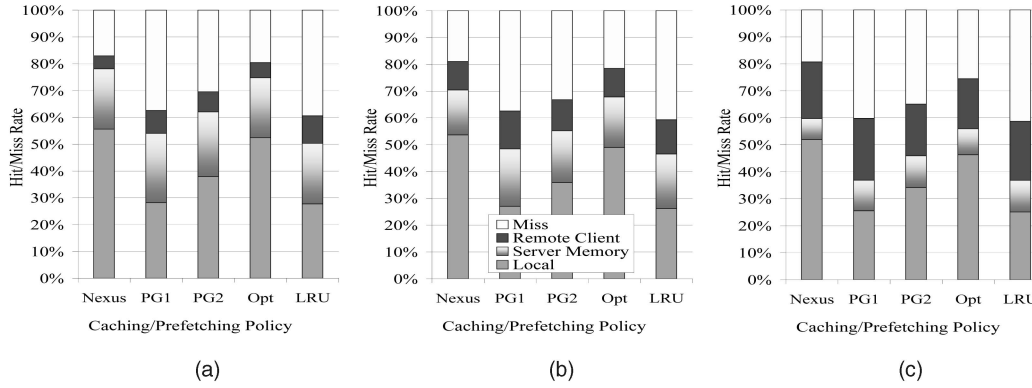 100%
90%
80%
70%
60%
50%
40%
30%
20%
10%
0%
Hit/Miss Rate
Nexus PG1 PG2 Opt LRU
Caching/Prefetching Policy
(a)
100%
90%
80%
70%
60%
50%
40%
30%
20%
10%
0%
Hit/Miss Rate
Miss
Remote Client
Server Memory
Local
Nexus PG1 PG2 Opt LRU
Caching/Prefetching Policy
(b)
100%
90%
80%
70%
60%
50%
40%
30%
20%
10%
0%
Hit/Miss Rate
Nexus PG1 PG2 Opt LRU
Caching/Prefetching Policy
(c)